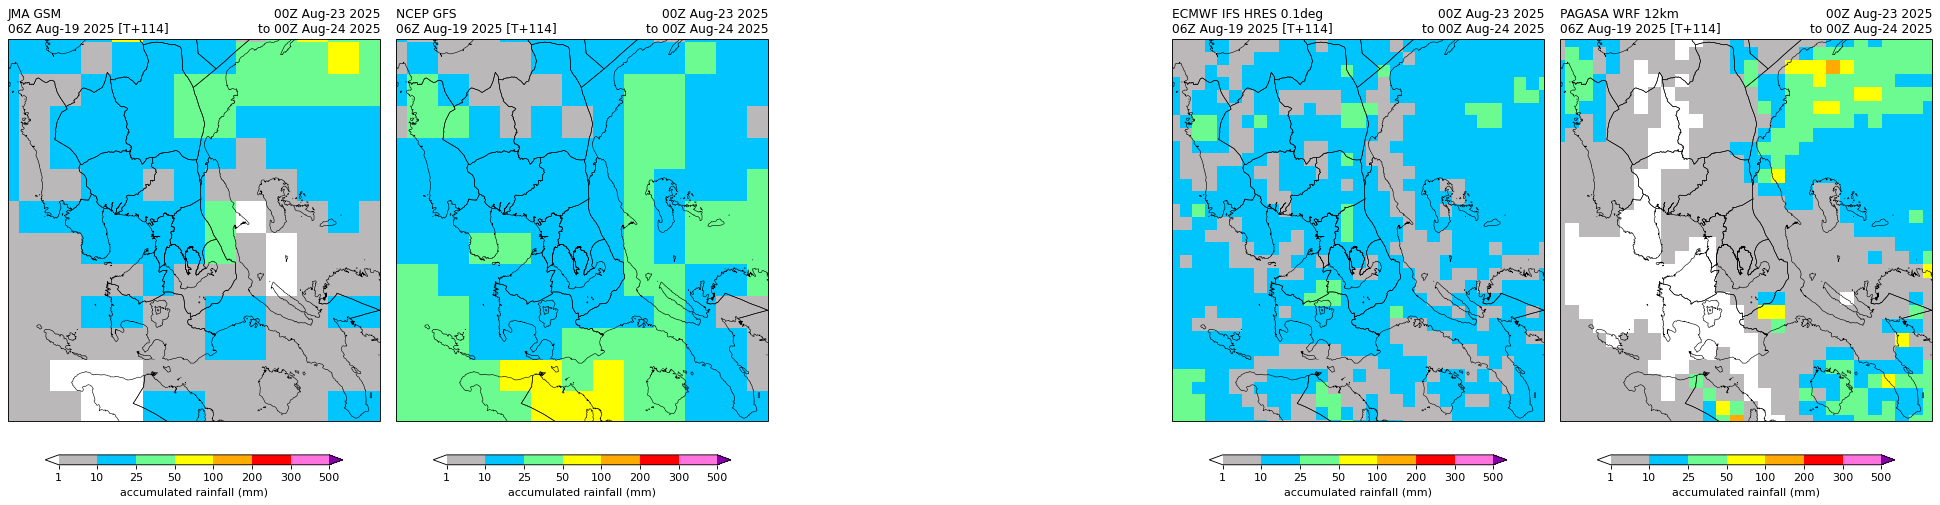 JMA GSM 00Z Aug-23 2025
06Z Aug-19 2025 [T+114] to 00Z Aug-24 2025
1 10 25 50 100 200 300 500
accumulated rainfall (mm)
NCEP GFS 00Z Aug-23 2025
06Z Aug-19 2025 [T+114] to 00Z Aug-24 2025
1 10 25 50 100 200 300 500
accumulated rainfall (mm)
ECMWF IFS HRES 0.1deg 00Z Aug-23 2025
06Z Aug-19 2025 [T+114] to 00Z Aug-24 2025
1 10 25 50 100 200 300 500
accumulated rainfall (mm)
PAGASA WRF 12km 00Z Aug-23 2025
06Z Aug-19 2025 [T+114] to 00Z Aug-24 2025
1 10 25 50 100 200 300 500
accumulated rainfall (mm)